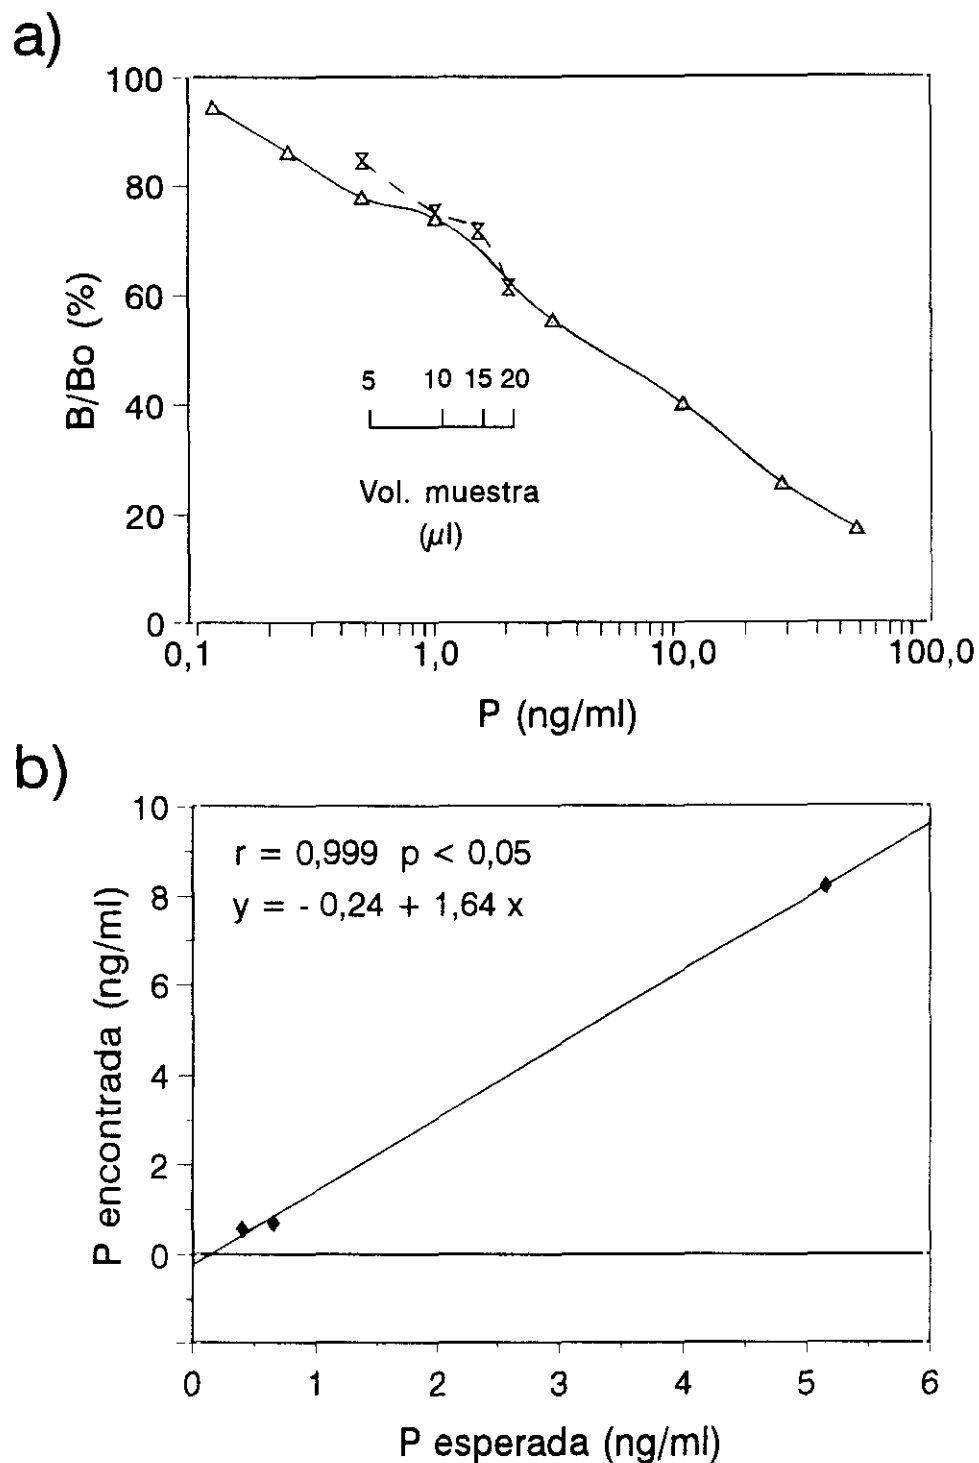 a)
100
80
60
40
20
0
B/Bo (%)
5 10 15 20
Vol. muestra
(µl)
0,1 1,0 10,0 100,0
P (ng/ml)
b)
10
8
6
4
2
0
P encontrada (ng/ml)
r = 0,999 p < 0,05
y = - 0,24 + 1,64 x
0 1 2 3 4 5 6
P esperada (ng/ml)